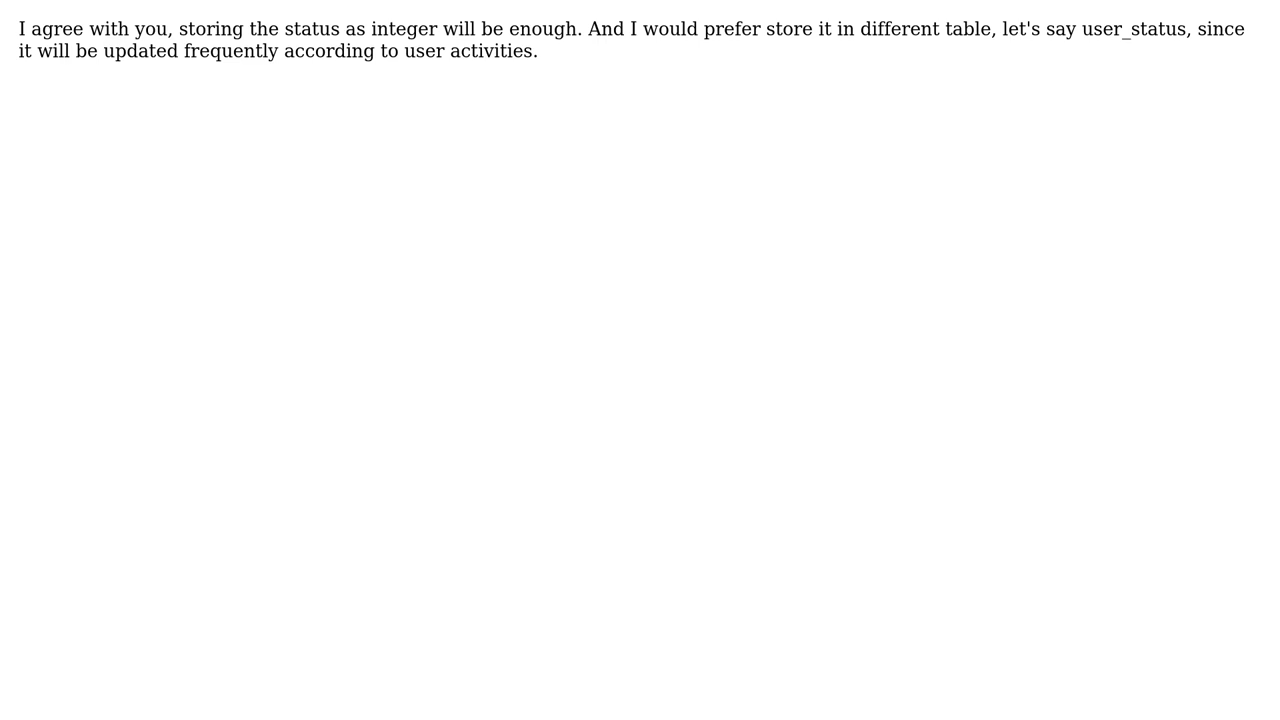 I agree with you, storing the status as integer will be enough. And I would prefer store it in different table, let's say user_status, since
it will be updated frequently according to user activities.